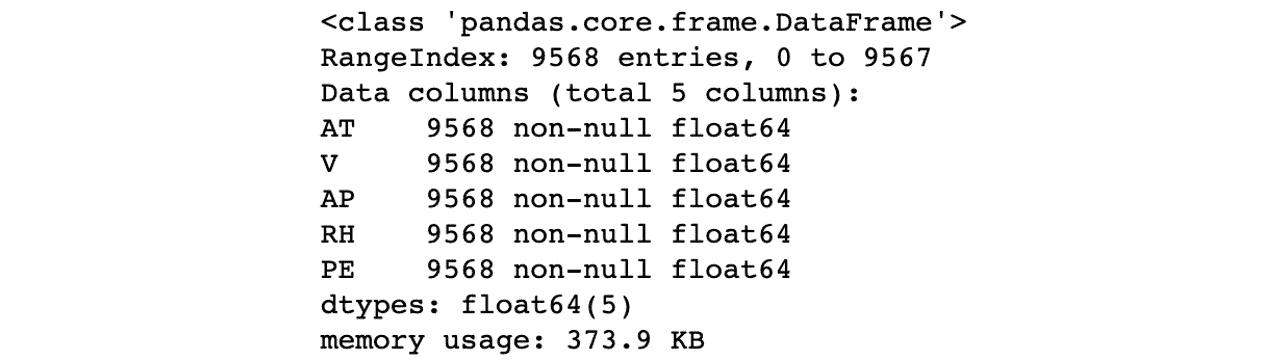 <class 'pandas.core.frame.DataFrame'>
RangeIndex: 9568 entries, 0 to 9567
Data columns (total 5 columns):
AT    9568 non-null float64
V     9568 non-null float64
AP    9568 non-null float64
RH    9568 non-null float64
PE    9568 non-null float64
dtypes: float64(5)
memory usage: 373.9 KB